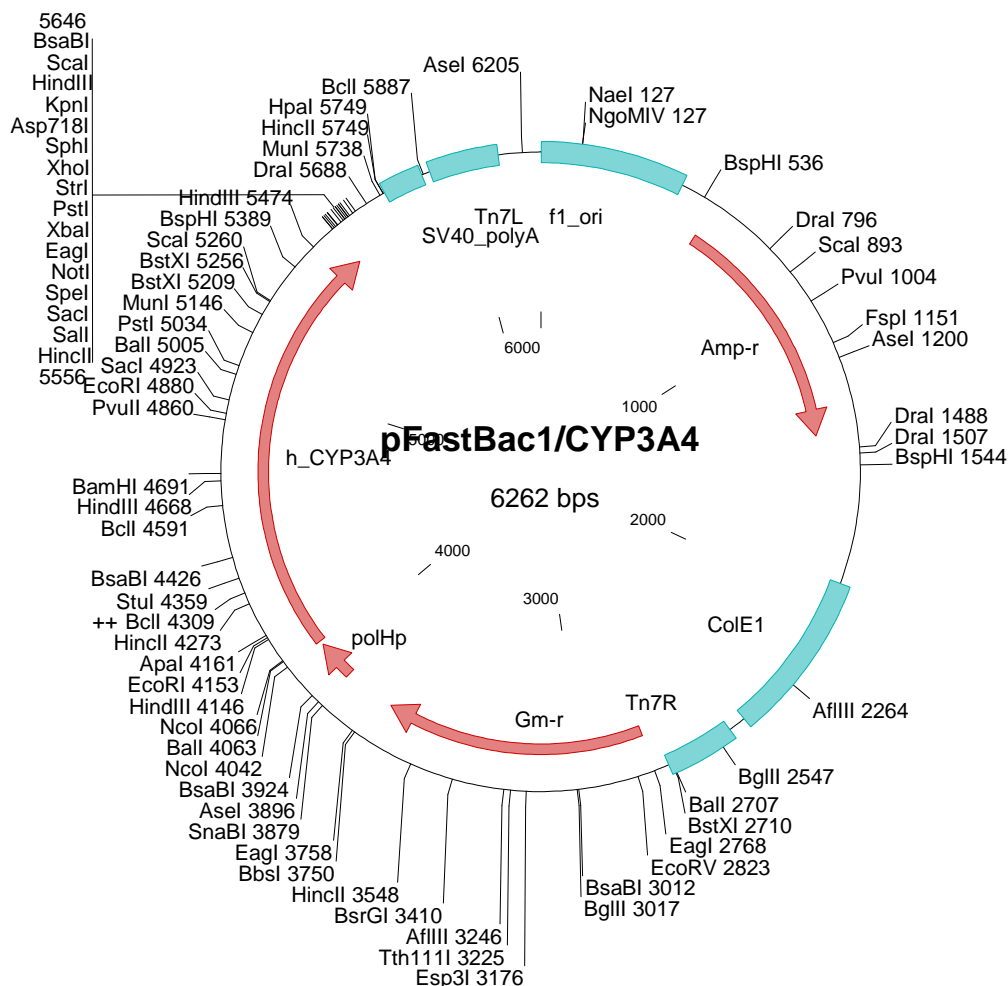 5646
BsaBI
ScaI
HindIII
KpnI
Asp718I
SphI
XhoI
StrI
PstI
XbaI
EagI
NotI
SpeI
SacI
SalI
HincII
5556
AseI 6205
BclI 5887
HpaI 5749
HincII 5749
MunI 5738
DraI 5688
HindIII 5474
BspHI 5389
ScaI 5260
BstXI 5256
BstXI 5209
MunI 5146
PstI 5034
BalI 5005
SacI 4923
EcoRI 4880
PvuII 4860
BamHI 4691
HindIII 4668
BclI 4591
BsaBI 4426
StuI 4359
++ BclI 4309
HincII 4273
ApaI 4161
EcoRI 4153
HindIII 4146
NcoI 4066
BalI 4063
NcoI 4042
BsaBI 3924
AseI 3896
SnaBI 3879
EagI 3758
BbsI 3750
HincII 3548
BsrGI 3410
AflIII 3246
Tth111I 3225
Esp3I 3176
NaeI 127
NgoMIV 127
BspHI 536
DraI 796
ScaI 893
PvuI 1004
FspI 1151
AseI 1200
DraI 1488
DraI 1507
BspHI 1544
AflIII 2264
BglII 2547
BalI 2707
BstXI 2710
EagI 2768
EcoRV 2823
BsaBI 3012
BglII 3017
Tn7L
f1_ori
SV40_polyA
Amp-r
h_CYP3A4
polHp
Gm-r
Tn7R
ColE1
6000
1000
5000
2000
4000
3000
pFastBac1/CYP3A4
6262 bps